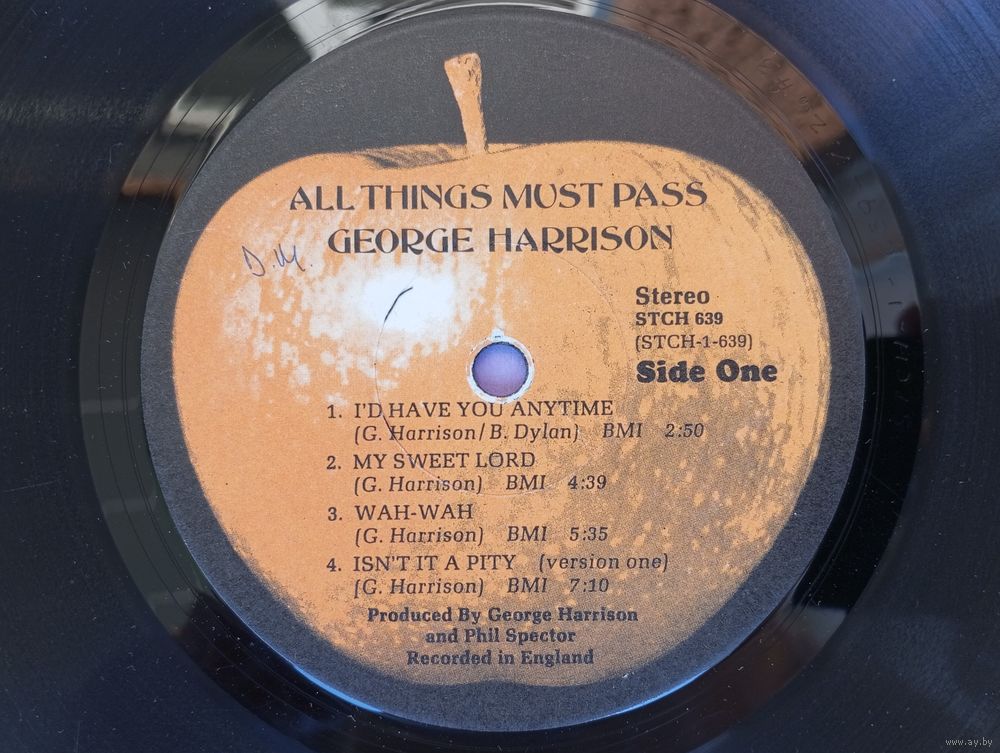 ALL THINGS MUST PASS
GEORGE HARRISON
D.M.
Stereo
STCH 639
(STCH-1-639)
Side One
1. I'D HAVE YOU ANYTIME
(G. Harrison/B. Dylan) BMI 2:50
2. MY SWEET LORD
(G. Harrison) BMI 4:39
3. WAH-WAH
(G. Harrison) BMI 5:35
4. ISN'T IT A PITY (version one)
(G. Harrison) BMI 7:10
Produced By George Harrison
and Phil Spector
Recorded in England
www.ay.by